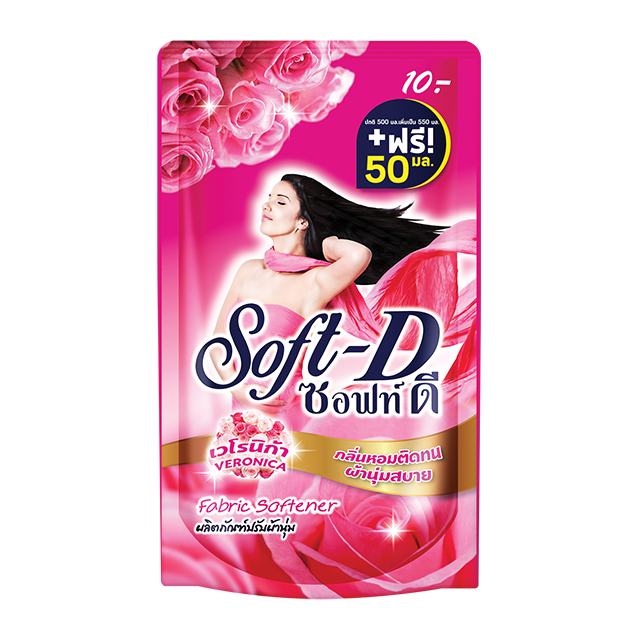 10.-
ปกติ 500 มล.เพิ่มเป็น 550 มล.
+ฟรี!
50 มล.
Soft-D
ซอฟท์ ดี
เวโรนิก้า
VERONICA
กลิ่นหอมติดทน
ผ้านุ่มสบาย
Fabric Softener
ผลิตภัณฑ์ปรับผ้านุ่ม